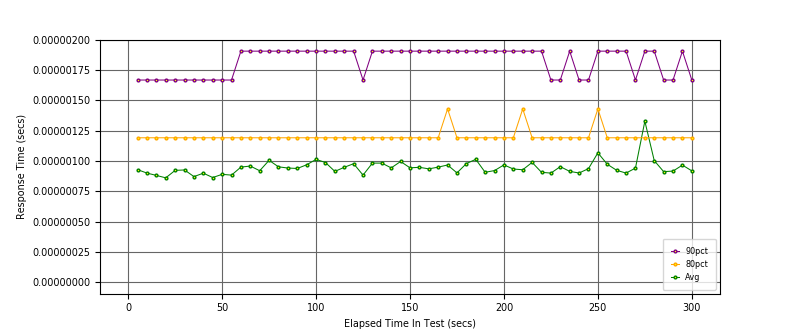 0.00000200
0.00000175
0.00000150
0.00000125
0.00000100
0.00000075
0.00000050
0.00000025
0.00000000
Response Time (secs)
90pct
80pct
Avg
0 50 100 150 200 250 300
Elapsed Time In Test (secs)